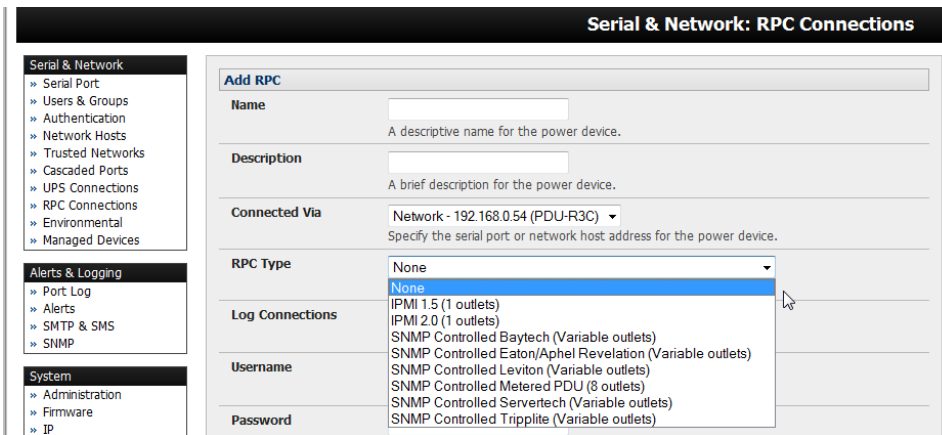 Serial & Network: RPC Connections
Serial & Network
» Serial Port
» Users & Groups
» Authentication
» Network Hosts
» Trusted Networks
» Cascaded Ports
» UPS Connections
» RPC Connections
» Environmental
» Managed Devices
Alerts & Logging
» Port Log
» Alerts
» SMTP & SMS
» SNMP
System
» Administration
» Firmware
» IP
Add RPC
Name
A descriptive name for the power device.
Description
A brief description for the power device.
Connected Via
Network - 192.168.0.54 (PDU-R3C)
Specify the serial port or network host address for the power device.
RPC Type
None
None
IPMI 1.5 (1 outlets)
IPMI 2.0 (1 outlets)
SNMP Controlled Baytech (Variable outlets)
SNMP Controlled Eaton/Aphel Revelation (Variable outlets)
SNMP Controlled Leviton (Variable outlets)
SNMP Controlled Metered PDU (8 outlets)
SNMP Controlled Servertech (Variable outlets)
SNMP Controlled Tripplite (Variable outlets)
Log Connections
Username
Password